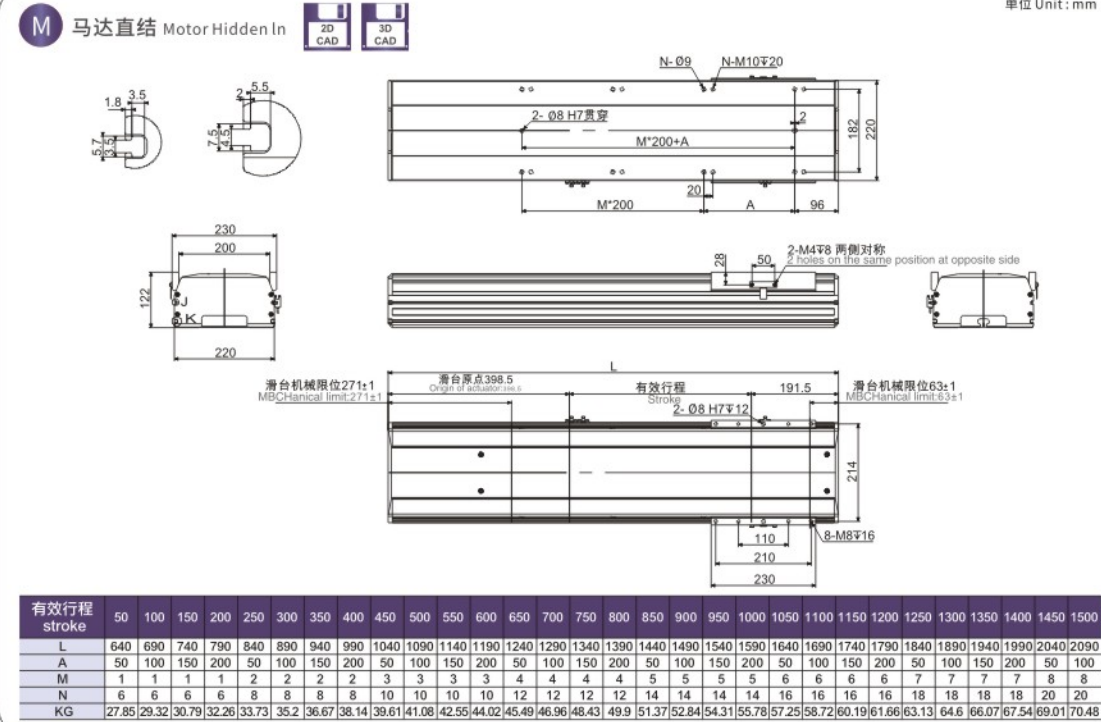 单位 Unit: mm
M 马达直结 Motor Hidden ln
2D CAD
3D CAD
1.8 3.5
5.7
3.5
2 5.5
7.5
4.5
N- Ø9
N-M10↧20
2- Ø8 H7贯穿
2
M*200+A
182
220
20
M*200
A
96
230
200
122
J
K
220
28
50
2-M4↧8 两侧对称
2 holes on the same position at opposite side
L
滑台机械限位271±1
MBCHanical limit:271±1
滑台原点398.5
Origin of actuator:398.5
有效行程
Stroke
191.5
滑台机械限位63±1
MBCHanical limit:63±1
2- Ø8 H7↧12
214
8-M8↧16
110
210
230
有效行程 stroke 50 100 150 200 250 300 350 400 450 500 550 600 650 700 750 800 850 900 950 1000 1050 1100 1150 1200 1250 1300 1350 1400 1450 1500
L 640 690 740 790 840 890 940 990 1040 1090 1140 1190 1240 1290 1340 1390 1440 1490 1540 1590 1640 1690 1740 1790 1840 1890 1940 1990 2040 2090
A 50 100 150 200 50 100 150 200 50 100 150 200 50 100 150 200 50 100 150 200 50 100 150 200 50 100 150 200 50 100
M 1 1 1 1 2 2 2 2 3 3 3 3 4 4 4 4 5 5 5 5 6 6 6 6 7 7 7 7 8 8
N 6 6 6 6 8 8 8 8 10 10 10 10 12 12 12 12 14 14 14 14 16 16 16 16 18 18 18 18 20 20
KG 27.85 29.32 30.79 32.26 33.73 35.2 36.67 38.14 39.61 41.08 42.55 44.02 45.49 46.96 48.43 49.9 51.37 52.84 54.31 55.78 57.25 58.72 60.19 61.66 63.13 64.6 66.07 67.54 69.01 70.48